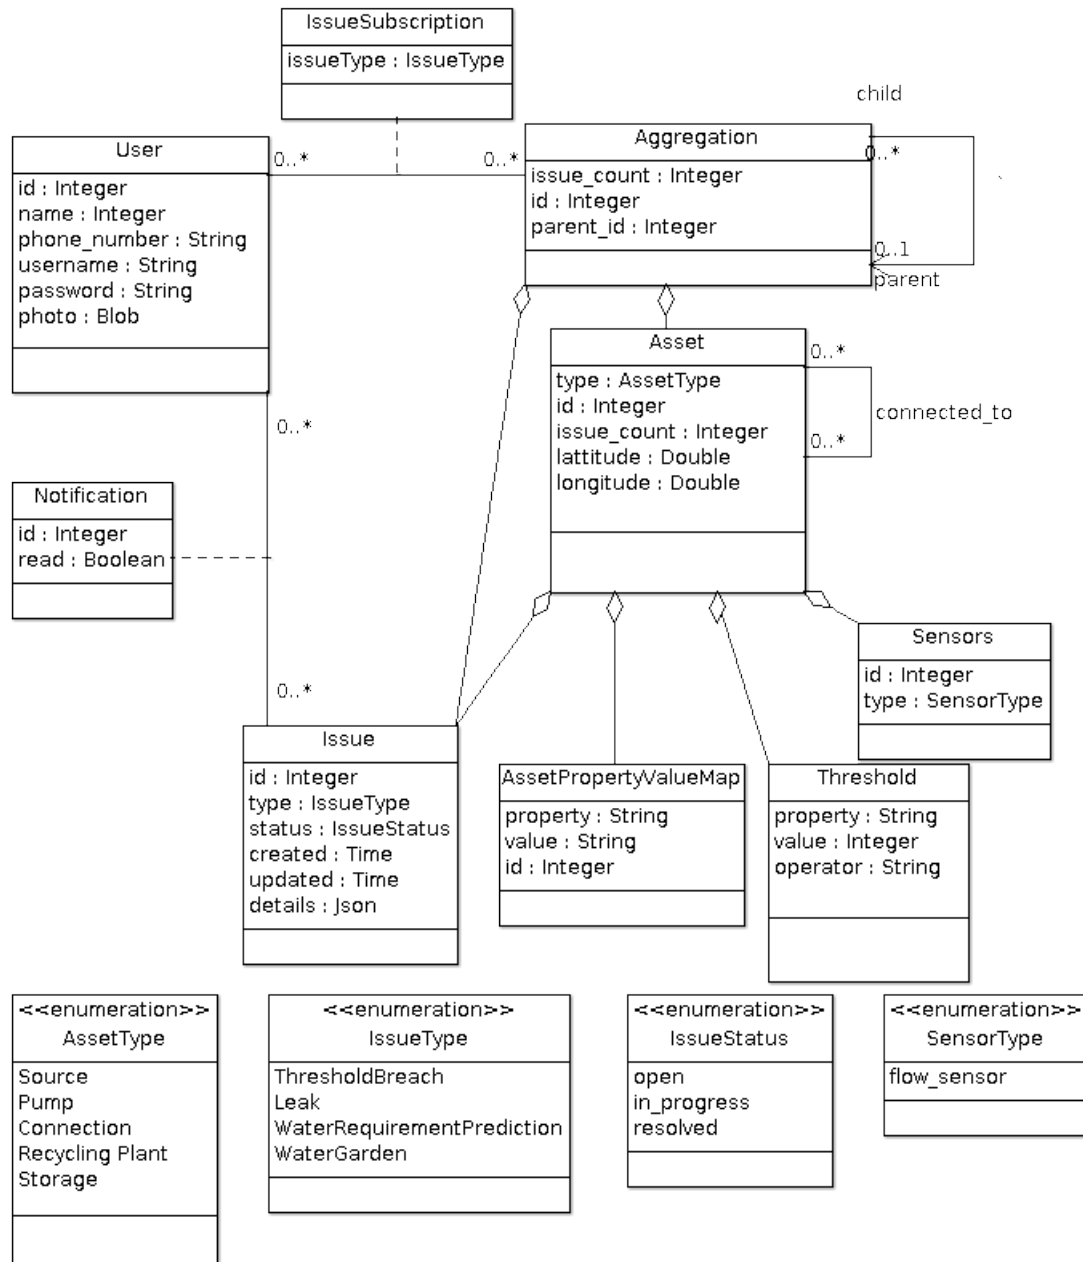 IssueSubscription
issueType : IssueType
child
User
id : Integer
name : Integer
phone_number : String
username : String
password : String
photo : Blob
0..*
0..*
Aggregation
issue_count : Integer
id : Integer
parent_id : Integer
0..*
0..1
parent
Asset
type : AssetType
id : Integer
issue_count : Integer
lattitude : Double
longitude : Double
0..*
connected_to
0..*
0..*
Notification
id : Integer
read : Boolean
0..*
Sensors
id : Integer
type : SensorType
Issue
id : Integer
type : IssueType
status : IssueStatus
created : Time
updated : Time
details : Json
AssetPropertyValueMap
property : String
value : String
id : Integer
Threshold
property : String
value : Integer
operator : String
<<enumeration>>
AssetType
Source
Pump
Connection
Recycling Plant
Storage
<<enumeration>>
IssueType
ThresholdBreach
Leak
WaterRequirementPrediction
WaterGarden
<<enumeration>>
IssueStatus
open
in_progress
resolved
<<enumeration>>
SensorType
flow_sensor